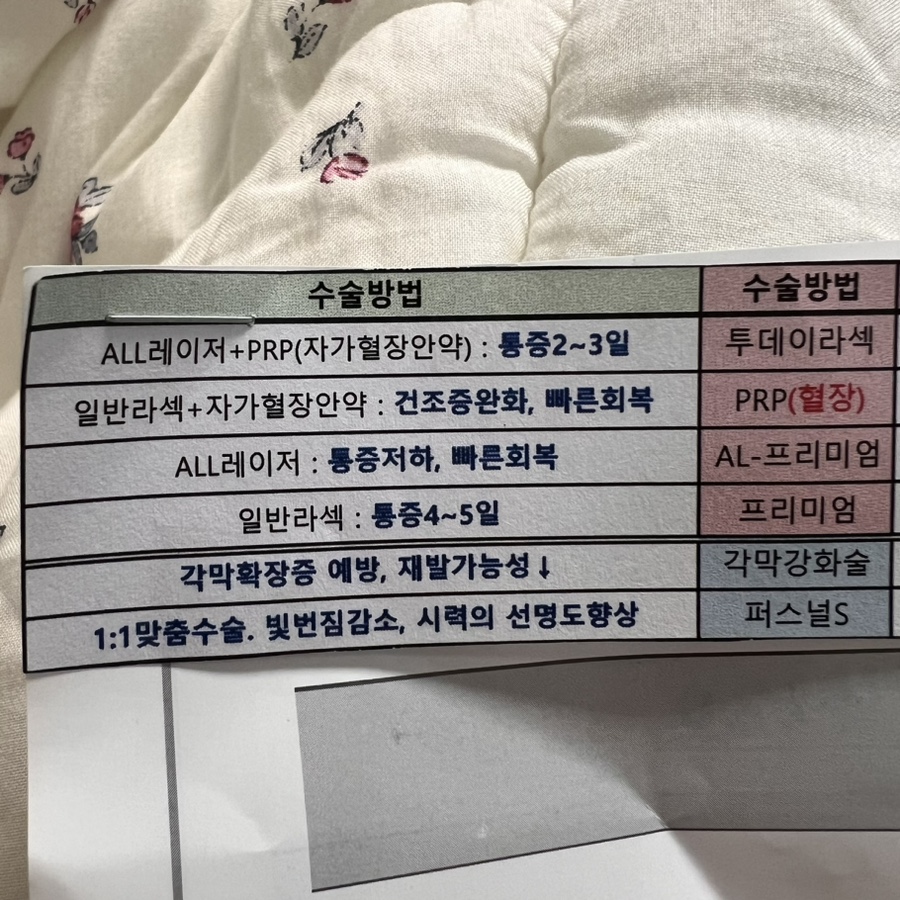 수술방법 수술방법
ALL레이저+PRP(자가혈장안약) : 통증2~3일 투데이라섹
일반라섹+자가혈장안약 : 건조증완화, 빠른회복 PRP(혈장)
ALL레이저 : 통증저하, 빠른회복 AL-프리미엄
일반라섹 : 통증4~5일 프리미엄
각막확장증 예방, 재발가능성↓ 각막강화술
1:1맞춤수술. 빛번짐감소, 시력의 선명도향상 퍼스널S